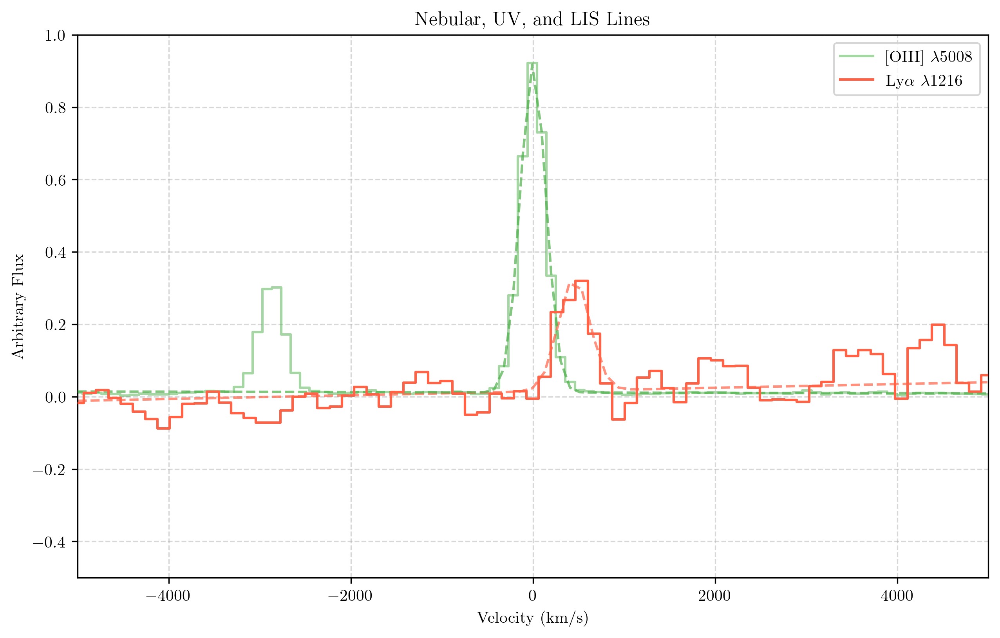 Nebular, UV, and LIS Lines
[OIII] λ5008
Lyα λ1216
Arbitrary Flux
1.0
0.8
0.6
0.4
0.2
0.0
−0.2
−0.4
−4000
−2000
0
2000
4000
Velocity (km/s)